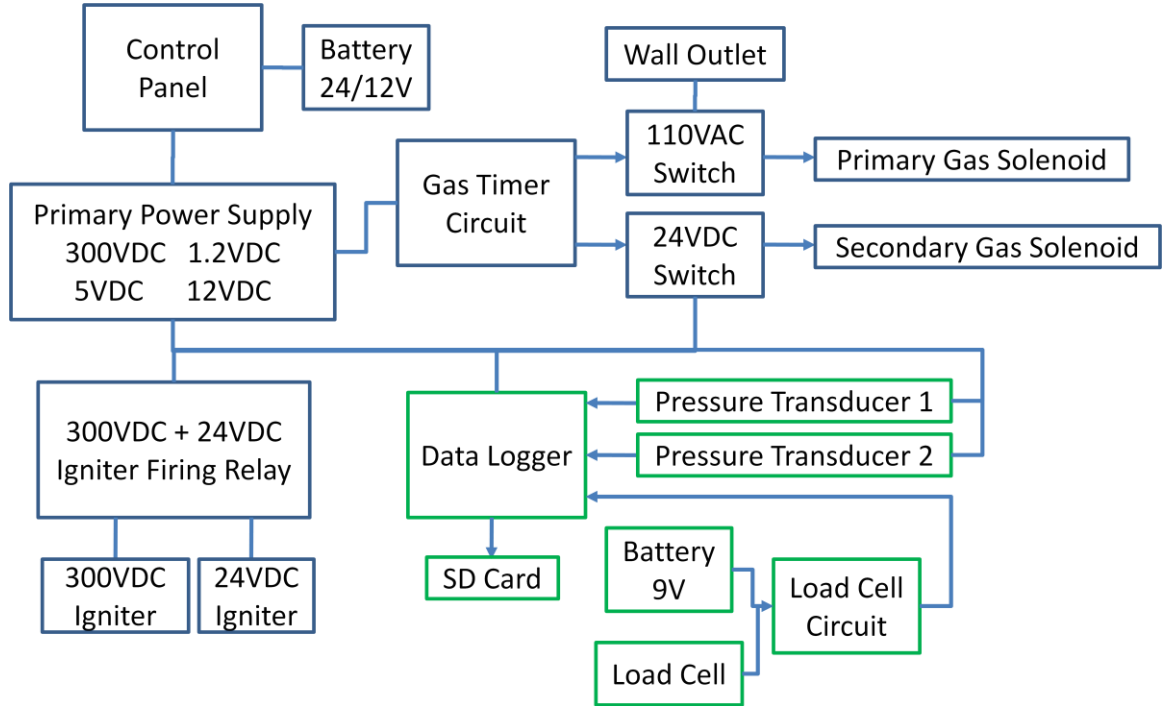 Control
Panel
Battery
24/12V
Wall Outlet
110VAC
Switch
Primary Gas Solenoid
Gas Timer
Circuit
Primary Power Supply
300VDC 1.2VDC
5VDC 12VDC
24VDC
Switch
Secondary Gas Solenoid
300VDC + 24VDC
Igniter Firing Relay
Data Logger
Pressure Transducer 1
Pressure Transducer 2
300VDC
Igniter
24VDC
Igniter
SD Card
Battery
9V
Load Cell
Circuit
Load Cell